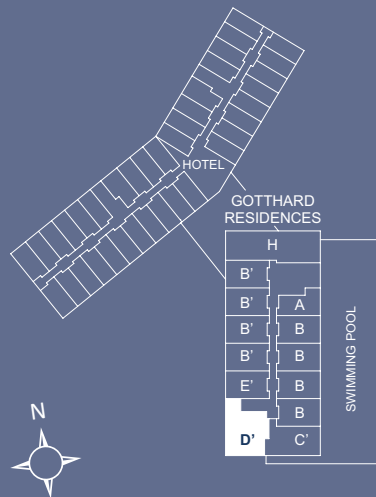 HOTEL
GOTTHARD
RESIDENCES
H
B'
B'
A
B'
B
B'
B
E'
B
B
D'
C'
SWIMMING POOL
N